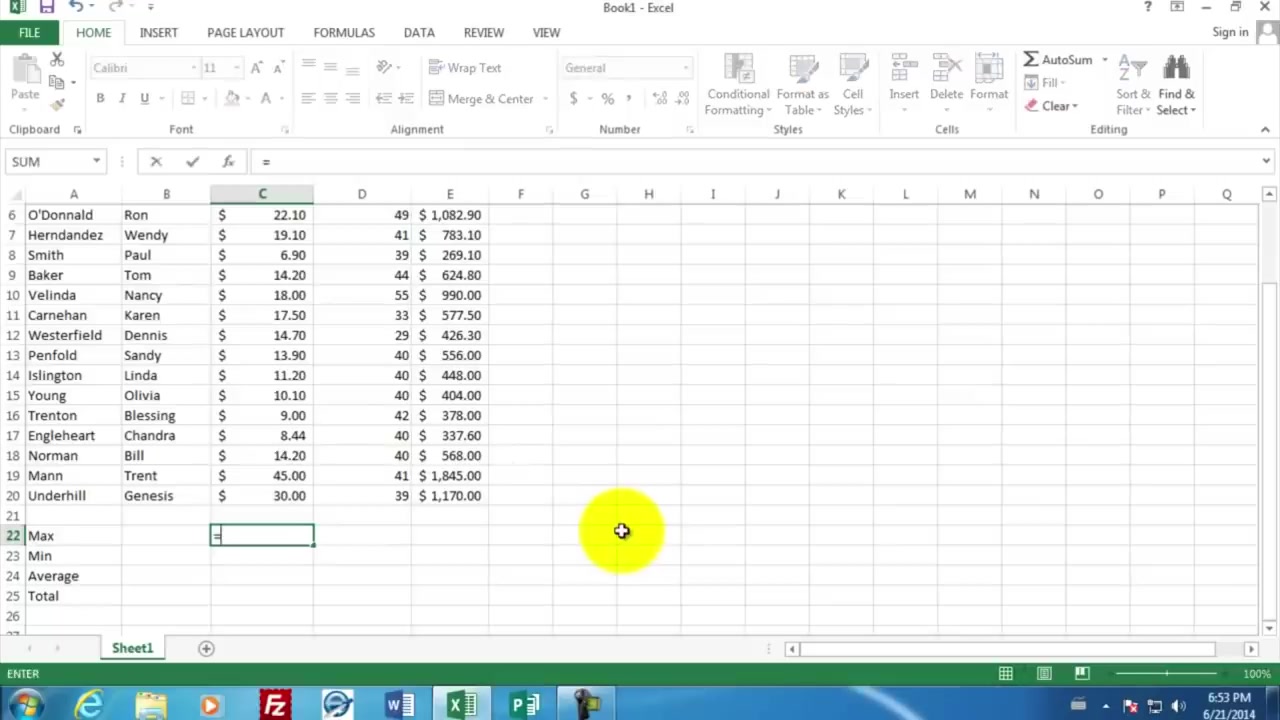 Book1 - Excel
?
FILE HOME INSERT PAGE LAYOUT FORMULAS DATA REVIEW VIEW Sign in
Calibri 11 A A Wrap Text General AutoSum
Paste B I U A Merge & Center $ % , Conditional Formatting Format as Table Cell Styles Insert Delete Format Fill Clear Sort & Filter Find & Select
Clipboard Font Alignment Number Styles Cells Editing
SUM fx =
A B C D E F G H I J K L M N O P Q
6 O'Donnald Ron $ 22.10 49 $ 1,082.90
7 Herndandez Wendy $ 19.10 41 $ 783.10
8 Smith Paul $ 6.90 39 $ 269.10
9 Baker Tom $ 14.20 44 $ 624.80
10 Velinda Nancy $ 18.00 55 $ 990.00
11 Carnehan Karen $ 17.50 33 $ 577.50
12 Westerfield Dennis $ 14.70 29 $ 426.30
13 Penfold Sandy $ 13.90 40 $ 556.00
14 Islington Linda $ 11.20 40 $ 448.00
15 Young Olivia $ 10.10 40 $ 404.00
16 Trenton Blessing $ 9.00 42 $ 378.00
17 Engleheart Chandra $ 8.44 40 $ 337.60
18 Norman Bill $ 14.20 40 $ 568.00
19 Mann Trent $ 45.00 41 $ 1,845.00
20 Underhill Genesis $ 30.00 39 $ 1,170.00
21
22 Max =
23 Min
24 Average
25 Total
26
Sheet1
ENTER 100%
6:53 PM
6/21/2014